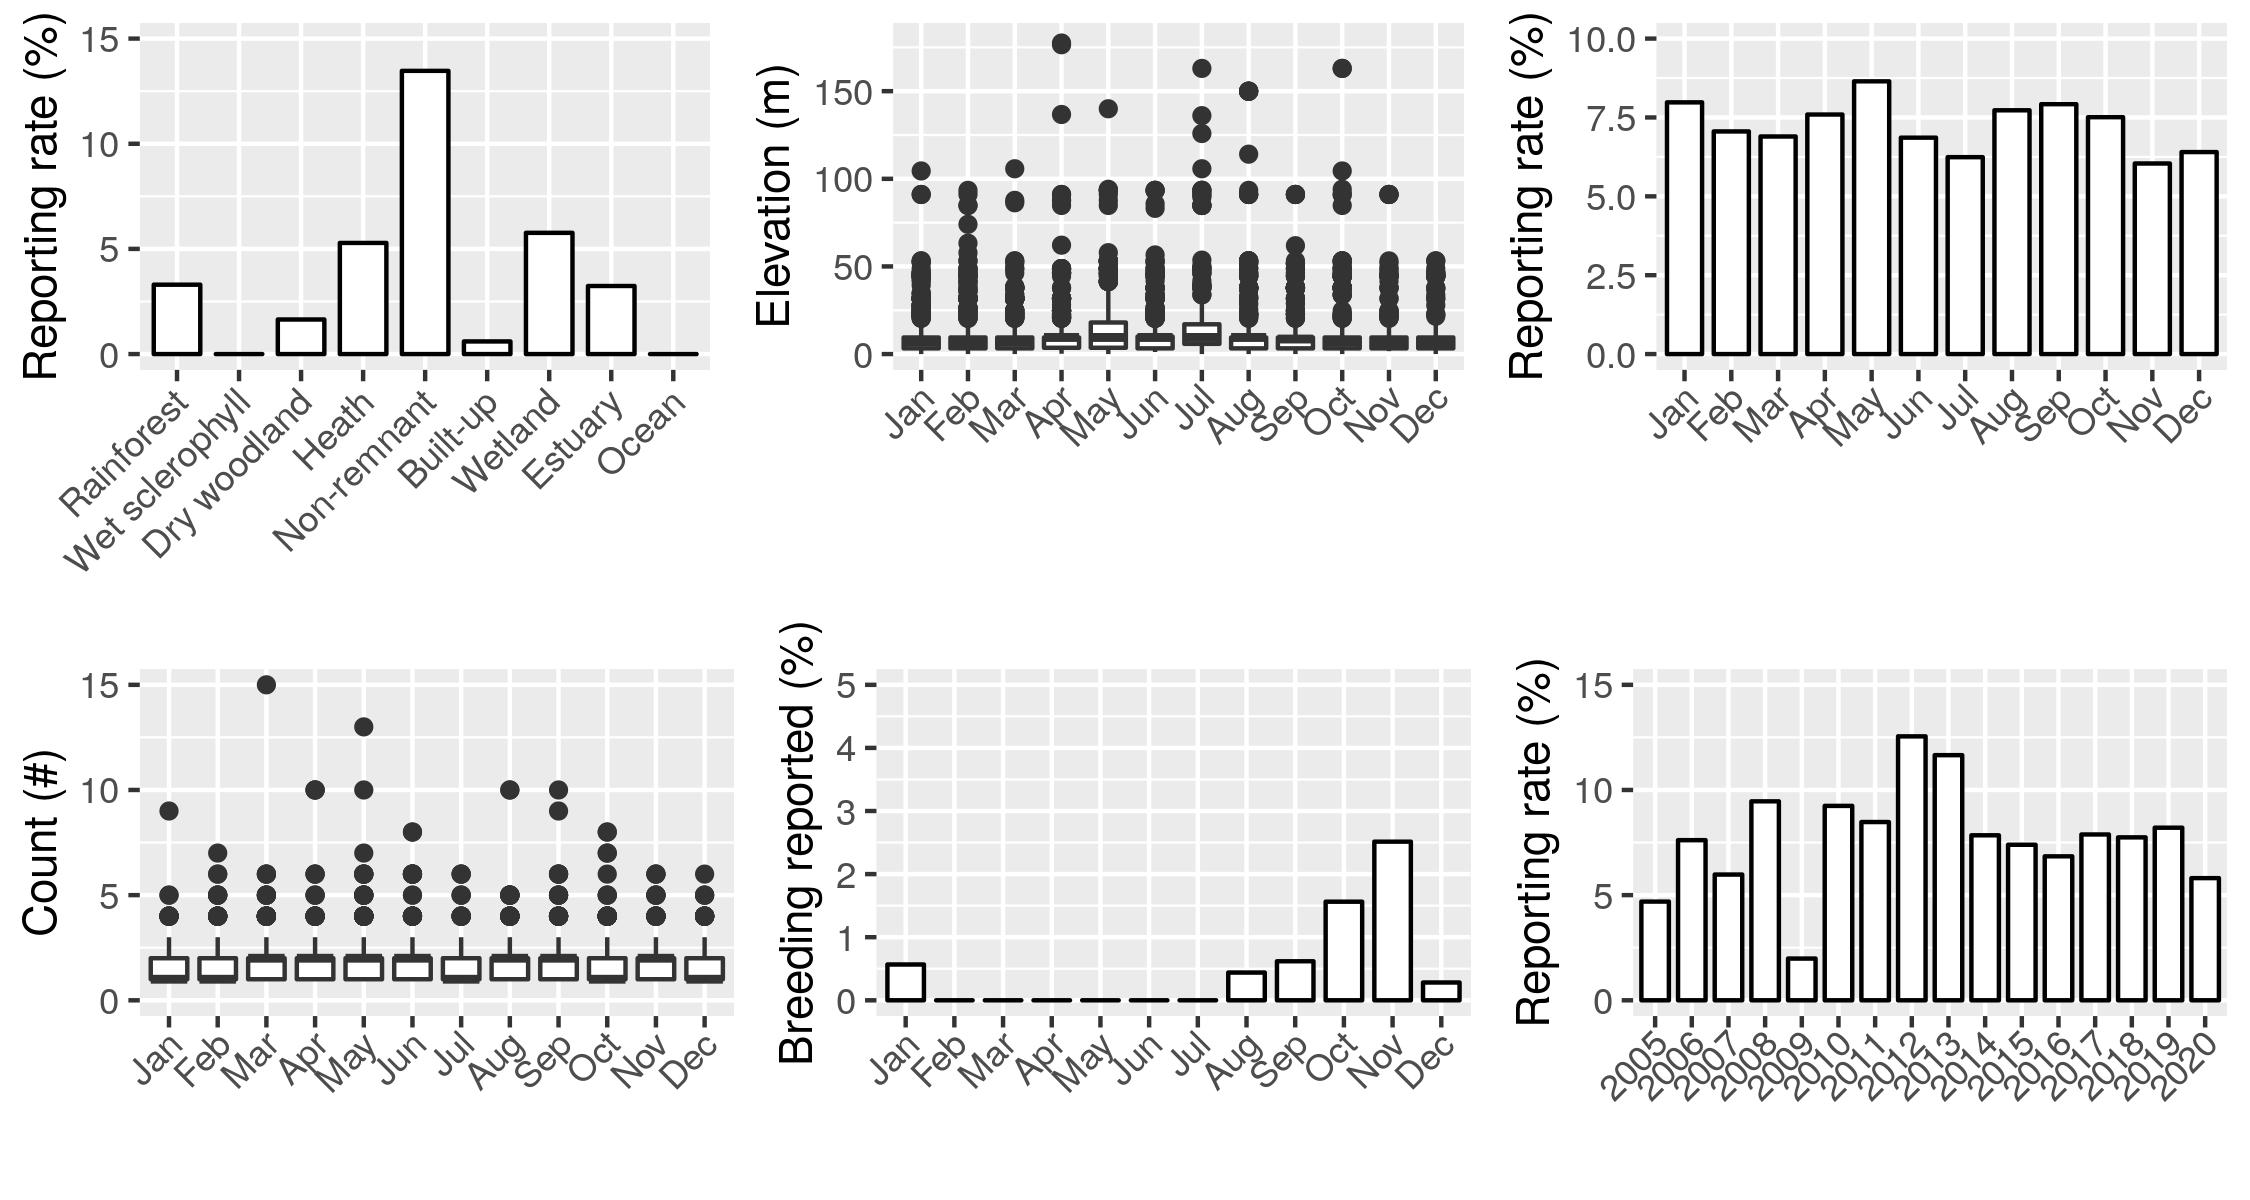 Reporting rate (%)
15
10
5
0
Rainforest
Wet sclerophyll
Dry woodland
Heath
Non-remnant
Built-up
Wetland
Estuary
Ocean
Elevation (m)
150
100
50
0
Jan
Feb
Mar
Apr
May
Jun
Jul
Aug
Sep
Oct
Nov
Dec
Reporting rate (%)
10.0
7.5
5.0
2.5
0.0
Jan
Feb
Mar
Apr
May
Jun
Jul
Aug
Sep
Oct
Nov
Dec
Count (#)
15
10
5
0
Jan
Feb
Mar
Apr
May
Jun
Jul
Aug
Sep
Oct
Nov
Dec
Breeding reported (%)
5
4
3
2
1
0
Jan
Feb
Mar
Apr
May
Jun
Jul
Aug
Sep
Oct
Nov
Dec
Reporting rate (%)
15
10
5
0
2005
2006
2007
2008
2009
2010
2011
2012
2013
2014
2015
2016
2017
2018
2019
2020